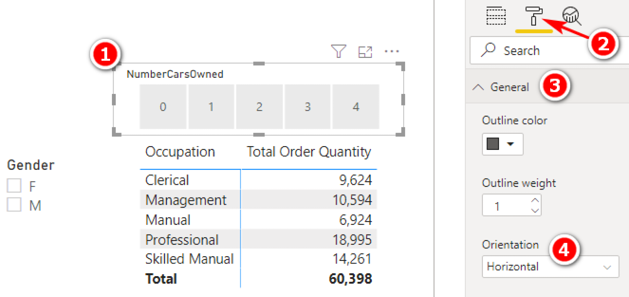 1
2
NumberCarsOwned
0 1 2 3 4
Search
General 3
Occupation Total Order Quantity
Clerical 9,624
Management 10,594
Manual 6,924
Professional 18,995
Skilled Manual 14,261
Total 60,398
Gender
F
M
Outline color
Outline weight
1
Orientation 4
Horizontal